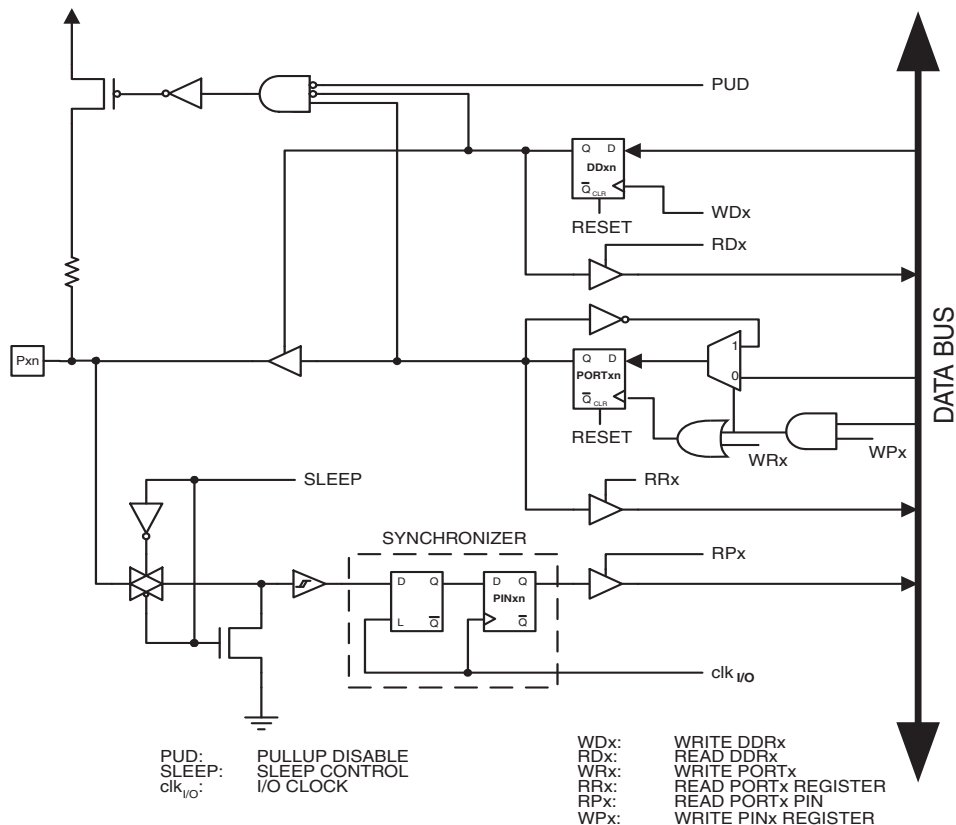 PUD
Q D
DDxn
Q CLR
WDx
RESET
RDx
1
Pxn
Q D
PORTxn
0
Q CLR
RESET
WRx
WPx
DATA BUS
SLEEP
RRx
SYNCHRONIZER
RPx
D Q
D Q
PINxn
L Q
Q
clk I/O
PUD: PULLUP DISABLE
SLEEP: SLEEP CONTROL
clkI/O: I/O CLOCK
WDx: WRITE DDRx
RDx: READ DDRx
WRx: WRITE PORTx
RRx: READ PORTx REGISTER
RPx: READ PORTx PIN
WPx: WRITE PINx REGISTER